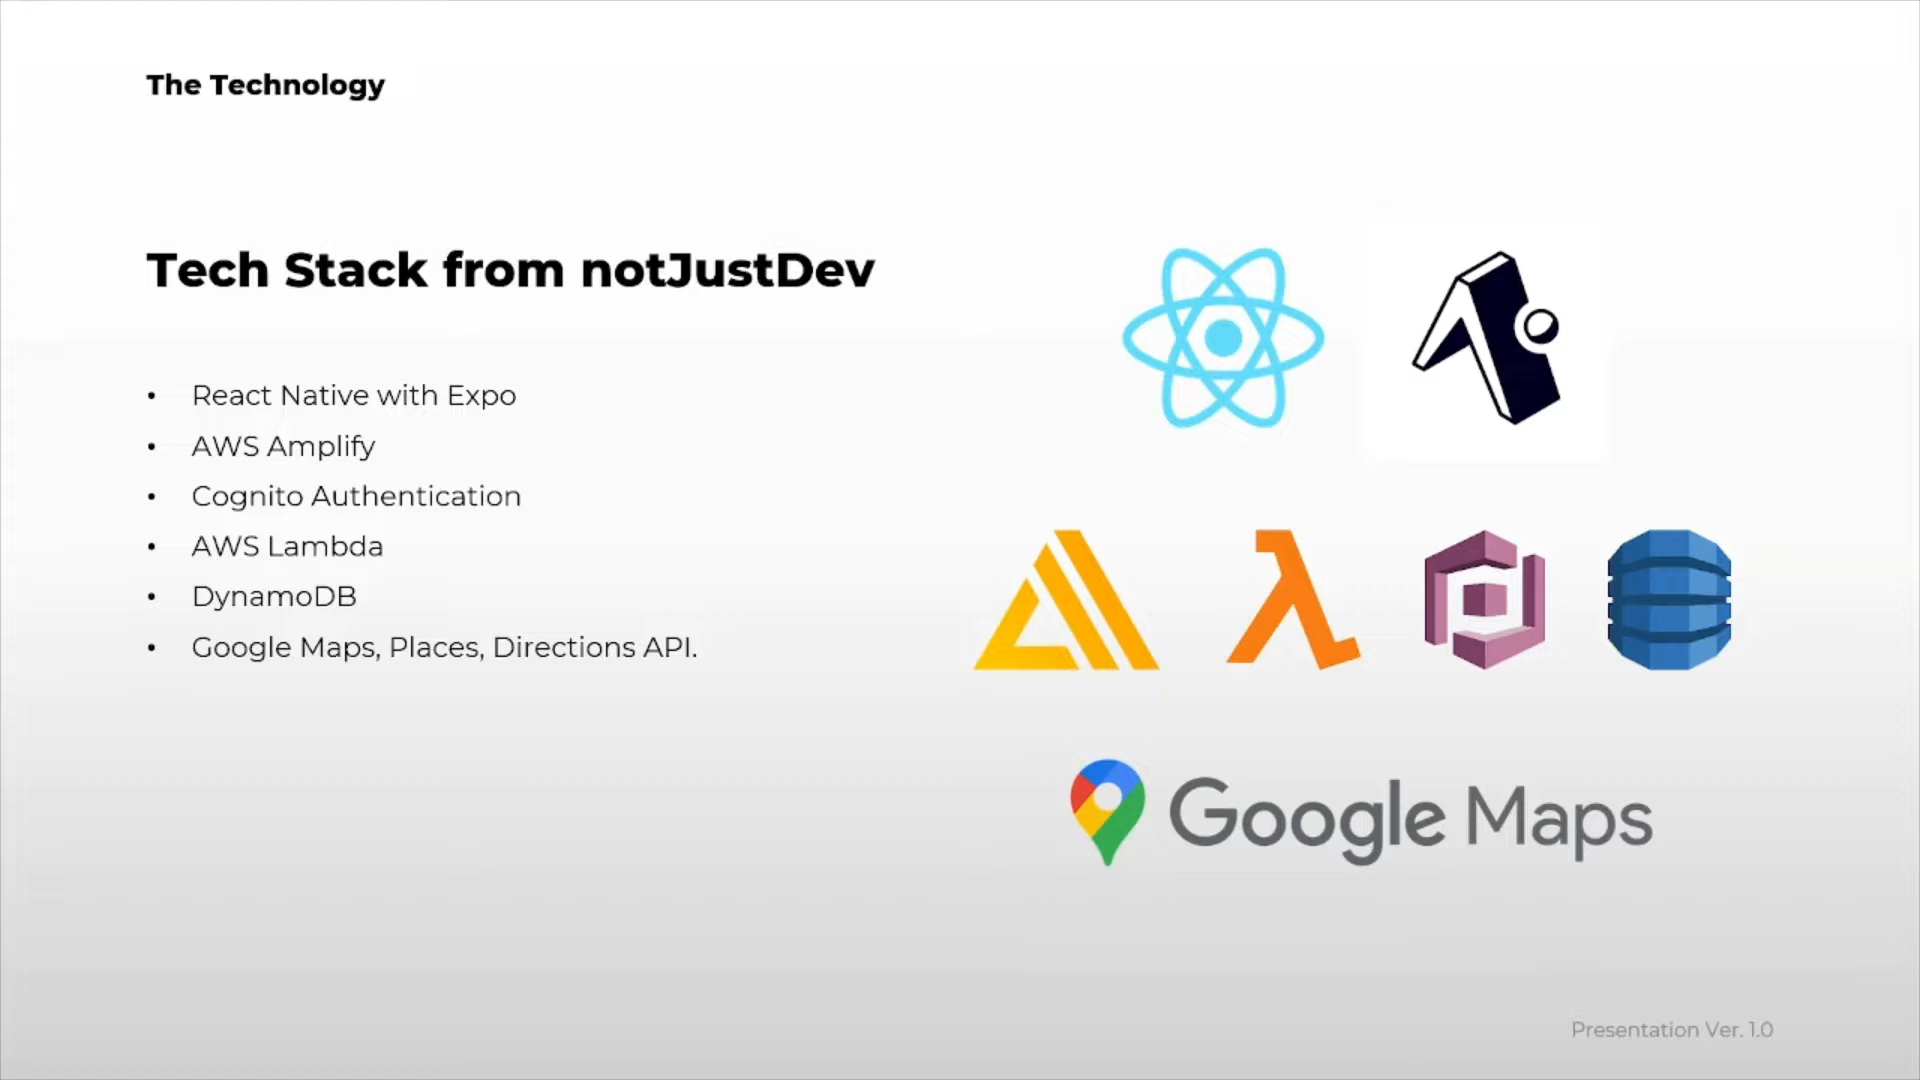 The Technology
Tech Stack from notJustDev
• React Native with Expo
• AWS Amplify
• Cognito Authentication
• AWS Lambda
• DynamoDB
• Google Maps, Places, Directions API.
Google Maps
Presentation Ver. 1.0